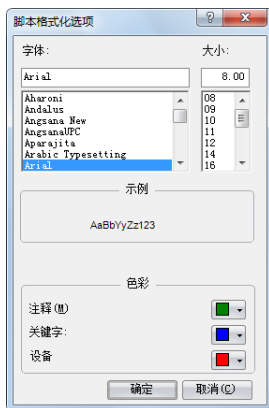 脚本格式化选项
字体: 大小:
Arial 8.00
Aharoni 08
Andalus 09
Angsana New 10
AngsanaUPC 11
Aparajita 12
Arabic Typesetting 14
Arial 16
示例
AaBbYyZz123
色彩
注释(M)
关键字:
设备
确定 取消(C)